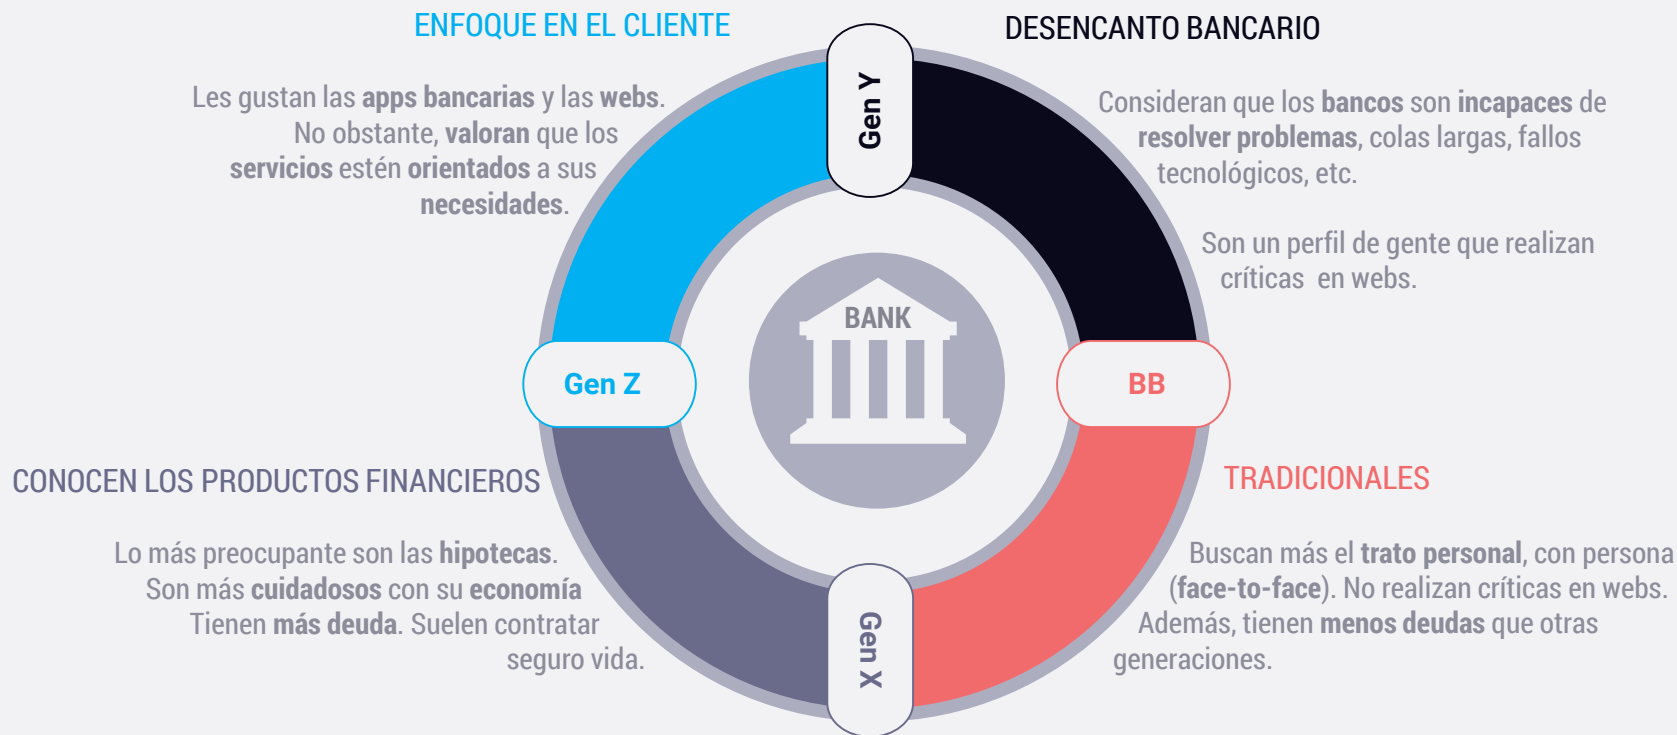 ENFOQUE EN EL CLIENTE
Les gustan las apps bancarias y las webs.
No obstante, valoran que los
servicios estén orientados a sus
necesidades.
Gen Y
DESENCANTO BANCARIO
Consideran que los bancos son incapaces de
resolver problemas, colas largas, fallos
tecnológicos, etc.
Son un perfil de gente que realizan
críticas en webs.
BANK
Gen Z
BB
CONOCEN LOS PRODUCTOS FINANCIEROS
Lo más preocupante son las hipotecas.
Son más cuidadosos con su economía
Tienen más deuda. Suelen contratar
seguro vida.
Gen X
TRADICIONALES
Buscan más el trato personal, con persona
(face-to-face). No realizan críticas en webs.
Además, tienen menos deudas que otras
generaciones.